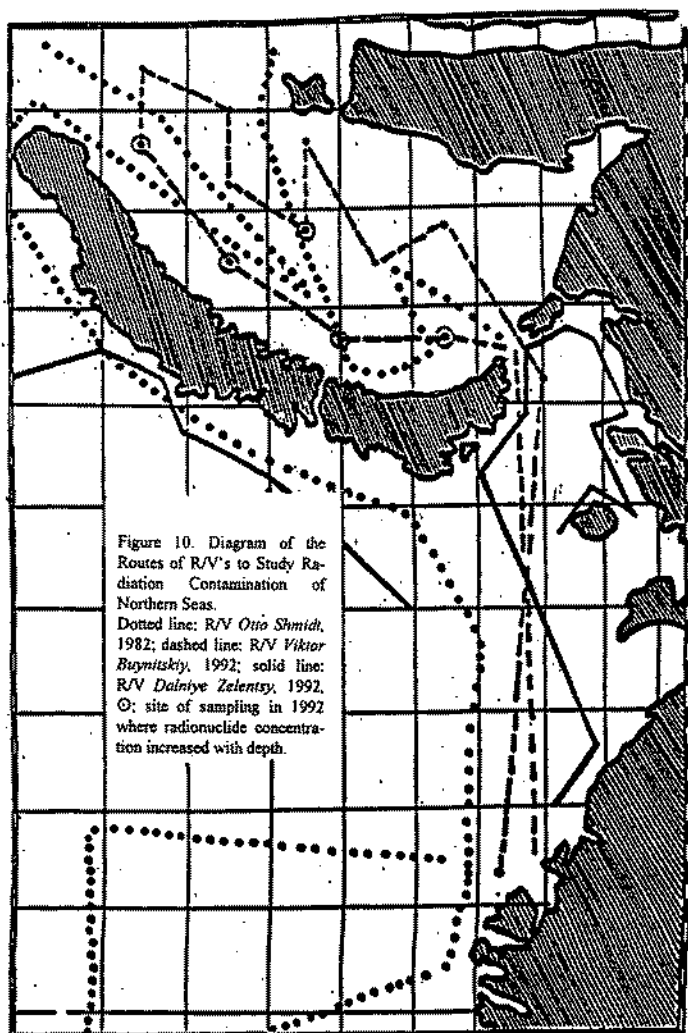 Figure 10. Diagram of the
Routes of R/V's to Study Ra-
diation Contamination of
Northern Seas.
Dotted line: R/V Otto Shmidt,
1982; dashed line: R/V Viktor
Buynitskiy, 1992; solid line:
R/V Dalniye Zelentsy, 1992,
⊙: site of sampling in 1992
where radionuclide concentra-
tion increased with depth.